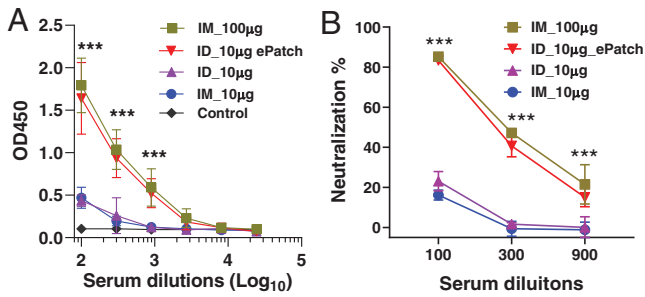 A
2.5
2.0
1.5
1.0
0.5
0.0
OD450
***
***
***
IM_100μg
ID_10μg ePatch
ID_10μg
IM_10μg
Control
2
3
4
5
Serum dilutions (Log10)
B
100
80
60
40
20
0
Neutralization %
***
***
***
IM_100μg
ID_10μg_ePatch
ID_10μg
IM_10μg
100
300
900
Serum diluitons